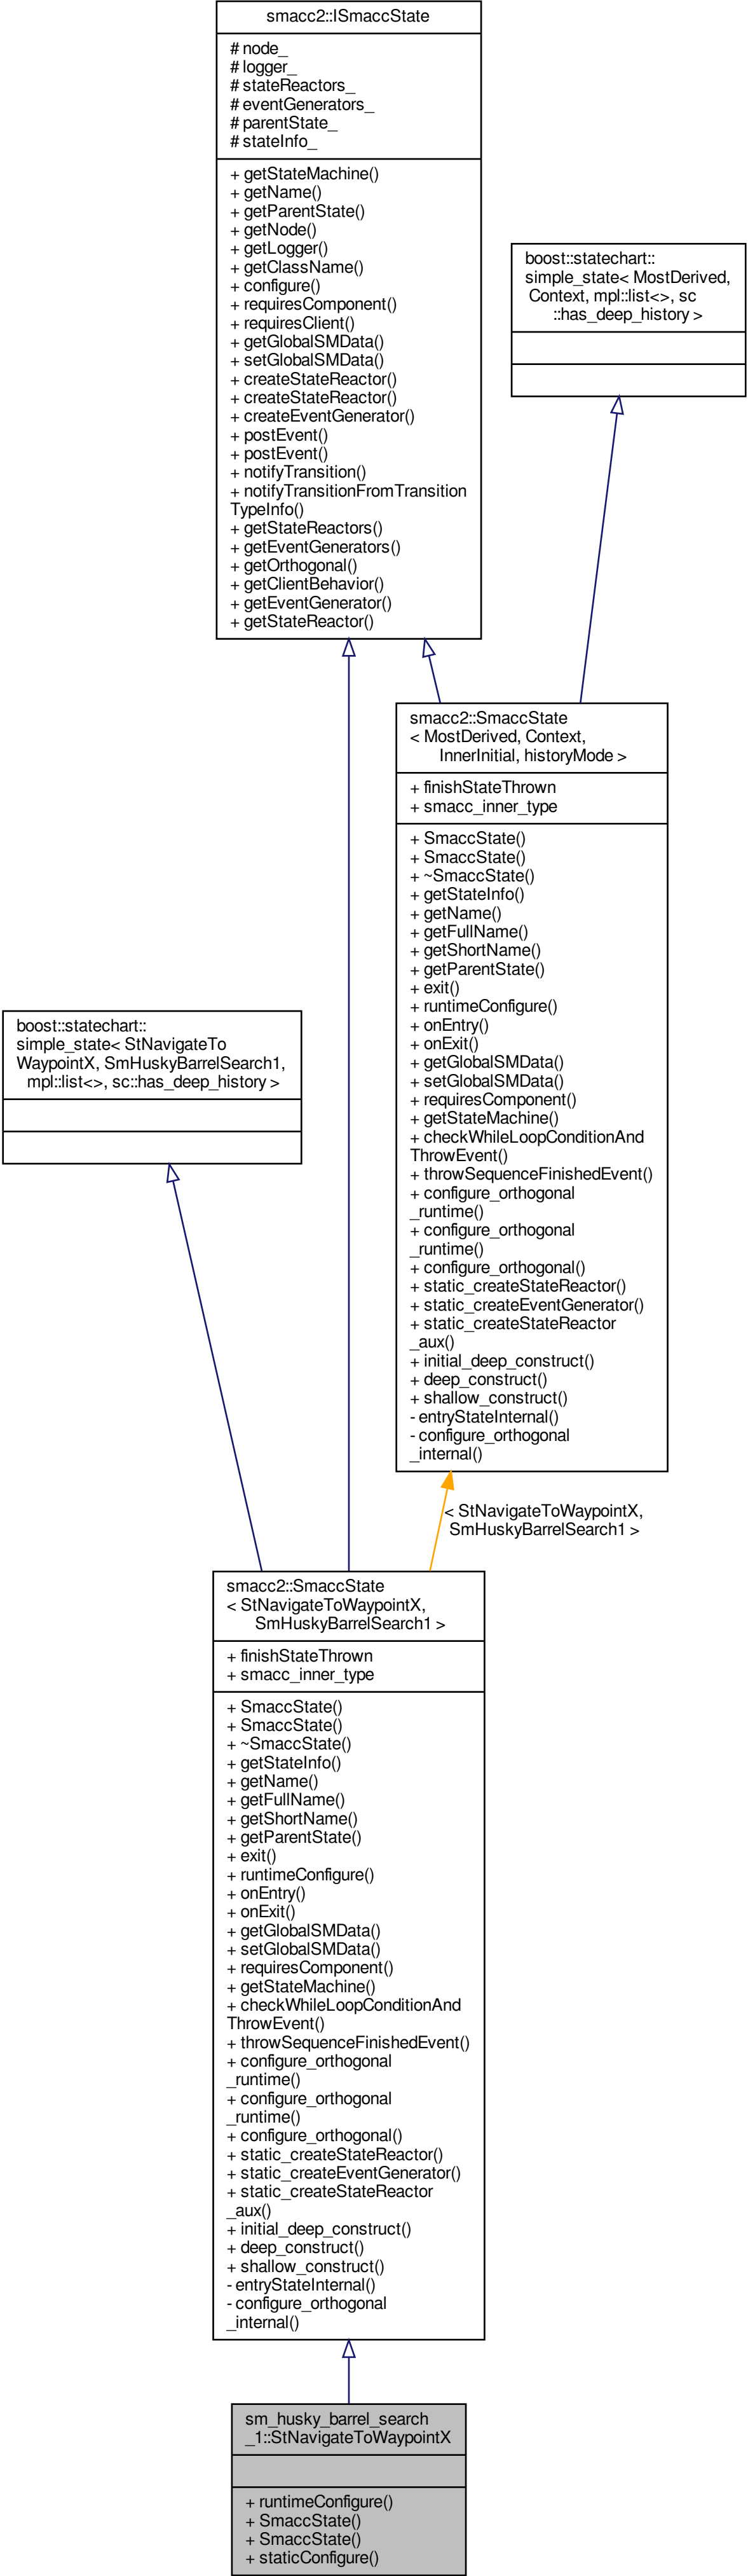 smacc2::ISmaccState
# node_
# logger_
# stateReactors_
# eventGenerators_
# parentState_
# stateInfo_
+ getStateMachine()
+ getName()
+ getParentState()
+ getNode()
+ getLogger()
+ getClassName()
+ configure()
+ requiresComponent()
+ requiresClient()
+ getGlobalSMData()
+ setGlobalSMData()
+ createStateReactor()
+ createStateReactor()
+ createEventGenerator()
+ postEvent()
+ postEvent()
+ notifyTransition()
+ notifyTransitionFromTransition
TypeInfo()
+ getStateReactors()
+ getEventGenerators()
+ getOrthogonal()
+ getClientBehavior()
+ getEventGenerator()
+ getStateReactor()
boost::statechart::
simple_state< MostDerived,
Context, mpl::list<>, sc
::has_deep_history >
smacc2::SmaccState
< MostDerived, Context,
InnerInitial, historyMode >
+ finishStateThrown
+ smacc_inner_type
+ SmaccState()
+ SmaccState()
+ ~SmaccState()
+ getStateInfo()
+ getName()
+ getFullName()
+ getShortName()
+ getParentState()
+ exit()
+ runtimeConfigure()
+ onEntry()
+ onExit()
+ getGlobalSMData()
+ setGlobalSMData()
+ requiresComponent()
+ getStateMachine()
+ checkWhileLoopConditionAnd
ThrowEvent()
+ throwSequenceFinishedEvent()
+ configure_orthogonal
_runtime()
+ configure_orthogonal
_runtime()
+ configure_orthogonal()
+ static_createStateReactor()
+ static_createEventGenerator()
+ static_createStateReactor
_aux()
+ initial_deep_construct()
+ deep_construct()
+ shallow_construct()
- entryStateInternal()
- configure_orthogonal
_internal()
boost::statechart::
simple_state< StNavigateTo
WaypointX, SmHuskyBarrelSearch1,
mpl::list<>, sc::has_deep_history >
< StNavigateToWaypointX,
SmHuskyBarrelSearch1 >
smacc2::SmaccState
< StNavigateToWaypointX,
SmHuskyBarrelSearch1 >
+ finishStateThrown
+ smacc_inner_type
+ SmaccState()
+ SmaccState()
+ ~SmaccState()
+ getStateInfo()
+ getName()
+ getFullName()
+ getShortName()
+ getParentState()
+ exit()
+ runtimeConfigure()
+ onEntry()
+ onExit()
+ getGlobalSMData()
+ setGlobalSMData()
+ requiresComponent()
+ getStateMachine()
+ checkWhileLoopConditionAnd
ThrowEvent()
+ throwSequenceFinishedEvent()
+ configure_orthogonal
_runtime()
+ configure_orthogonal
_runtime()
+ configure_orthogonal()
+ static_createStateReactor()
+ static_createEventGenerator()
+ static_createStateReactor
_aux()
+ initial_deep_construct()
+ deep_construct()
+ shallow_construct()
- entryStateInternal()
- configure_orthogonal
_internal()
sm_husky_barrel_search
_1::StNavigateToWaypointX
+ runtimeConfigure()
+ SmaccState()
+ SmaccState()
+ staticConfigure()